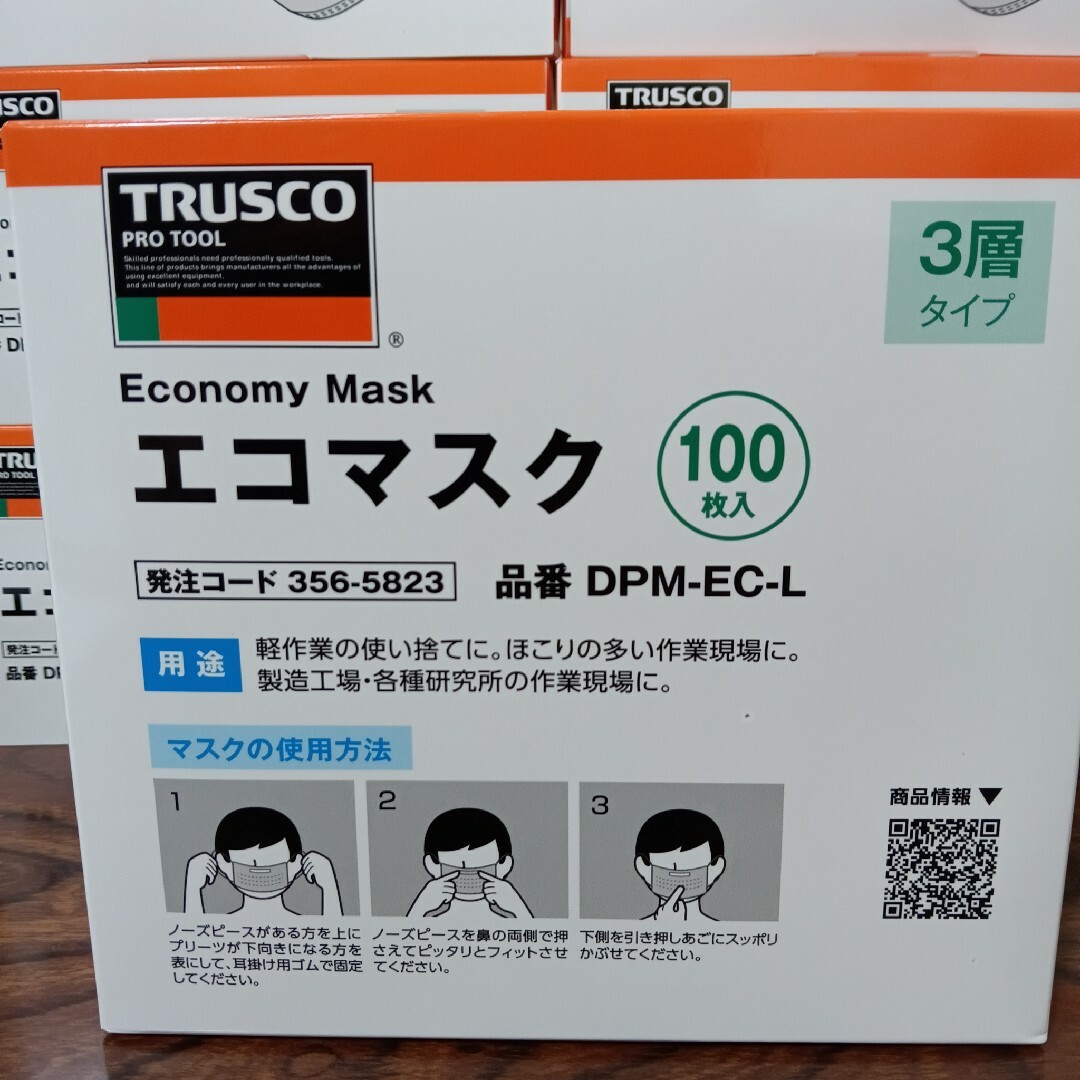 TRUSCO
TRUSCO
PRO TOOL
Skilled professionals need professionally qualified tools.
This line of products brings manufacturers all the advantages of
using excellent equipment,
and will satisfy each and every user in the workplace.
®
3層
タイプ
Economy Mask
エコマスク
100
枚入
発注コード 356-5823
品番 DPM-EC-L
用途
軽作業の使い捨てに。ほこりの多い作業現場に。
製造工場・各種研究所の作業現場に。
マスクの使用方法
1
ノーズピースがある方を上に
プリーツが下向きになる方を
表にして、耳掛け用ゴムで固定
してください。
2
ノーズピースを鼻の両側で押
さえてピッタリとフィットさせ
てください。
3
下側を引き押しあごにスッポリ
かぶせてください。
商品情報▼